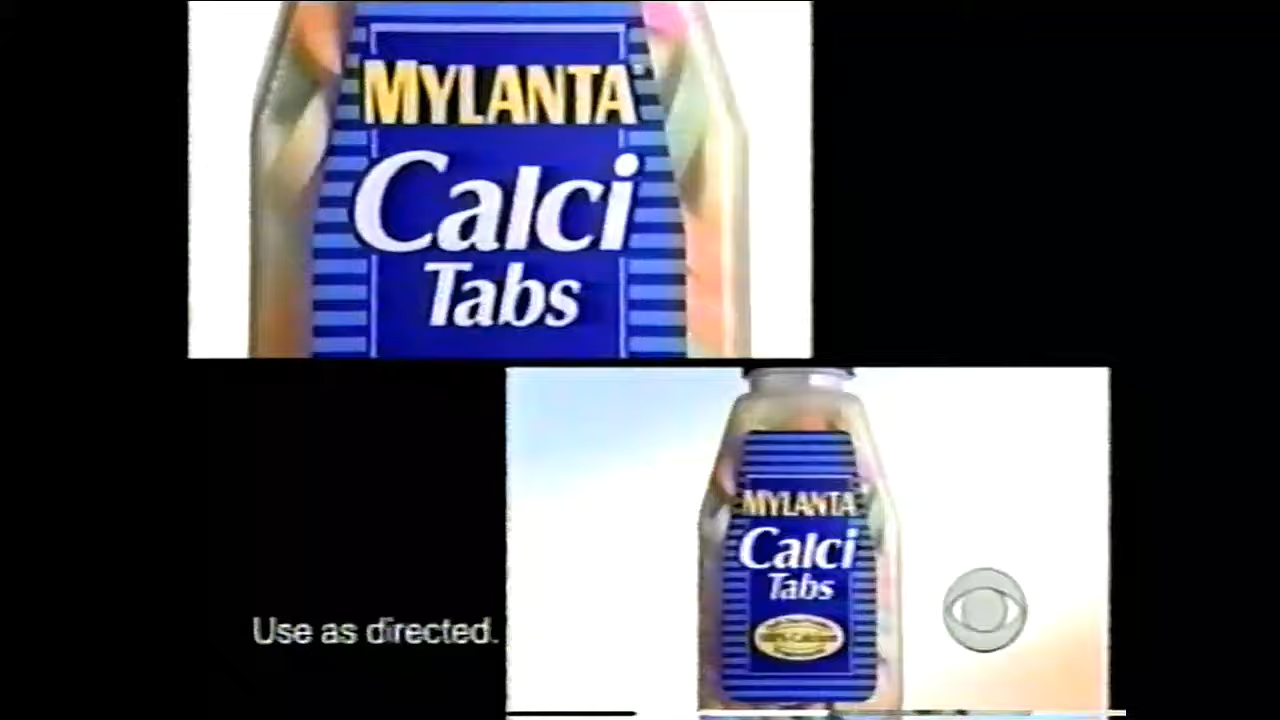 MYLANTA
Calci
Tabs
MYLANTA
Calci
Tabs
Use as directed.